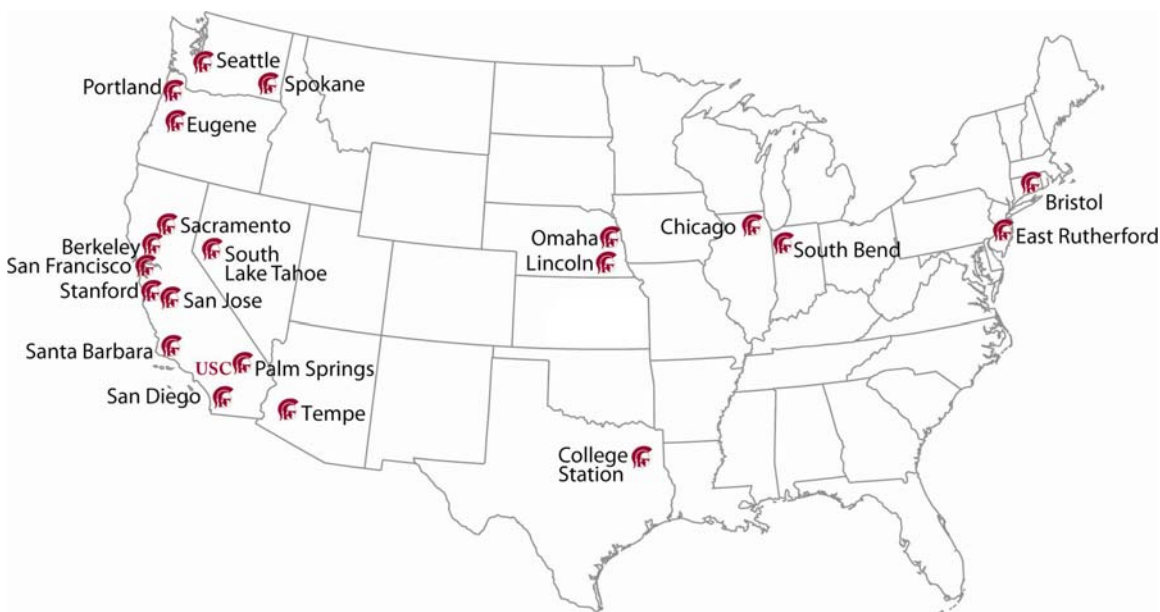 Seattle
Spokane
Portland
Eugene
Sacramento
Berkeley
South
Lake Tahoe
San Francisco
Stanford
San Jose
Santa Barbara
USC
Palm Springs
San Diego
Tempe
Omaha
Lincoln
Chicago
South Bend
Bristol
East Rutherford
College
Station